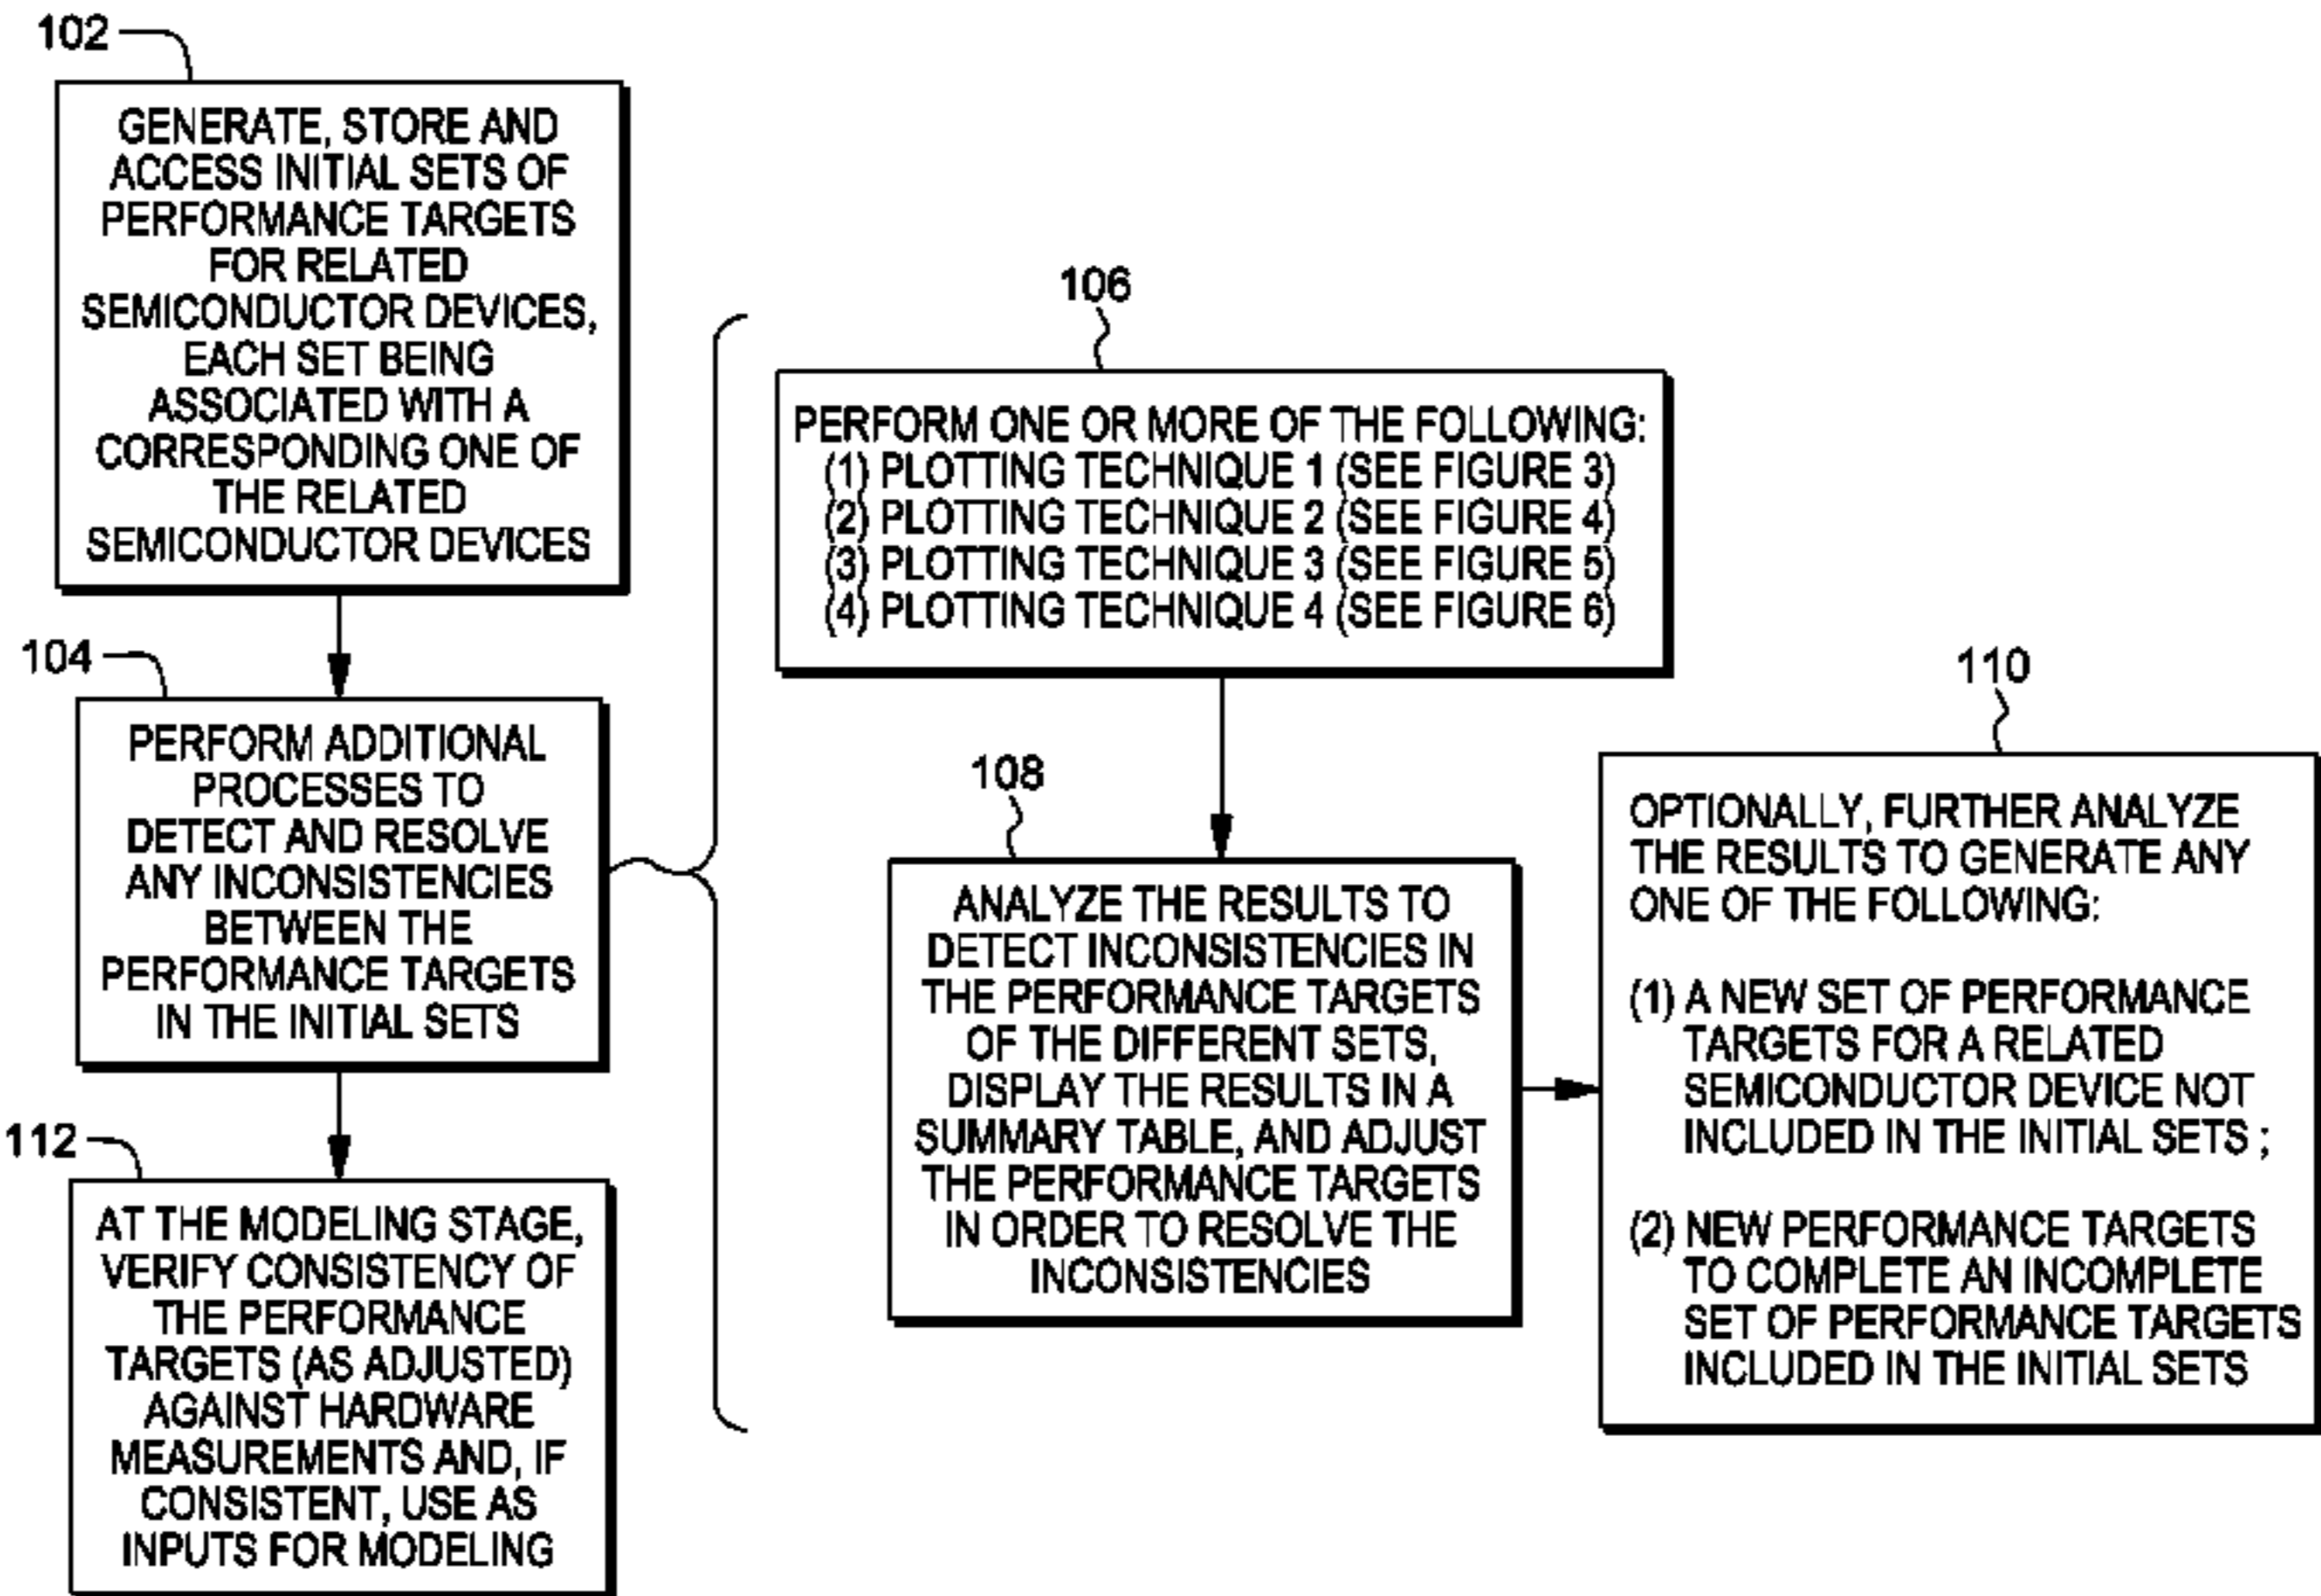 102
GENERATE, STORE AND
ACCESS INITIAL SETS OF
PERFORMANCE TARGETS
FOR RELATED
SEMICONDUCTOR DEVICES,
EACH SET BEING
ASSOCIATED WITH A
CORRESPONDING ONE OF
THE RELATED
SEMICONDUCTOR DEVICES
104
PERFORM ADDITIONAL
PROCESSES TO
DETECT AND RESOLVE
ANY INCONSISTENCIES
BETWEEN THE
PERFORMANCE TARGETS
IN THE INITIAL SETS
106
PERFORM ONE OR MORE OF THE FOLLOWING:
(1) PLOTTING TECHNIQUE 1 (SEE FIGURE 3)
(2) PLOTTING TECHNIQUE 2 (SEE FIGURE 4)
(3) PLOTTING TECHNIQUE 3 (SEE FIGURE 5)
(4) PLOTTING TECHNIQUE 4 (SEE FIGURE 6)
108
ANALYZE THE RESULTS TO
DETECT INCONSISTENCIES IN
THE PERFORMANCE TARGETS
OF THE DIFFERENT SETS,
DISPLAY THE RESULTS IN A
SUMMARY TABLE, AND ADJUST
THE PERFORMANCE TARGETS
IN ORDER TO RESOLVE THE
INCONSISTENCIES
110
OPTIONALLY, FURTHER ANALYZE
THE RESULTS TO GENERATE ANY
ONE OF THE FOLLOWING:
(1) A NEW SET OF PERFORMANCE
TARGETS FOR A RELATED
SEMICONDUCTOR DEVICE NOT
INCLUDED IN THE INITIAL SETS ;
(2) NEW PERFORMANCE TARGETS
TO COMPLETE AN INCOMPLETE
SET OF PERFORMANCE TARGETS
INCLUDED IN THE INITIAL SETS
112
AT THE MODELING STAGE,
VERIFY CONSISTENCY OF
THE PERFORMANCE
TARGETS (AS ADJUSTED)
AGAINST HARDWARE
MEASUREMENTS AND, IF
CONSISTENT, USE AS
INPUTS FOR MODELING